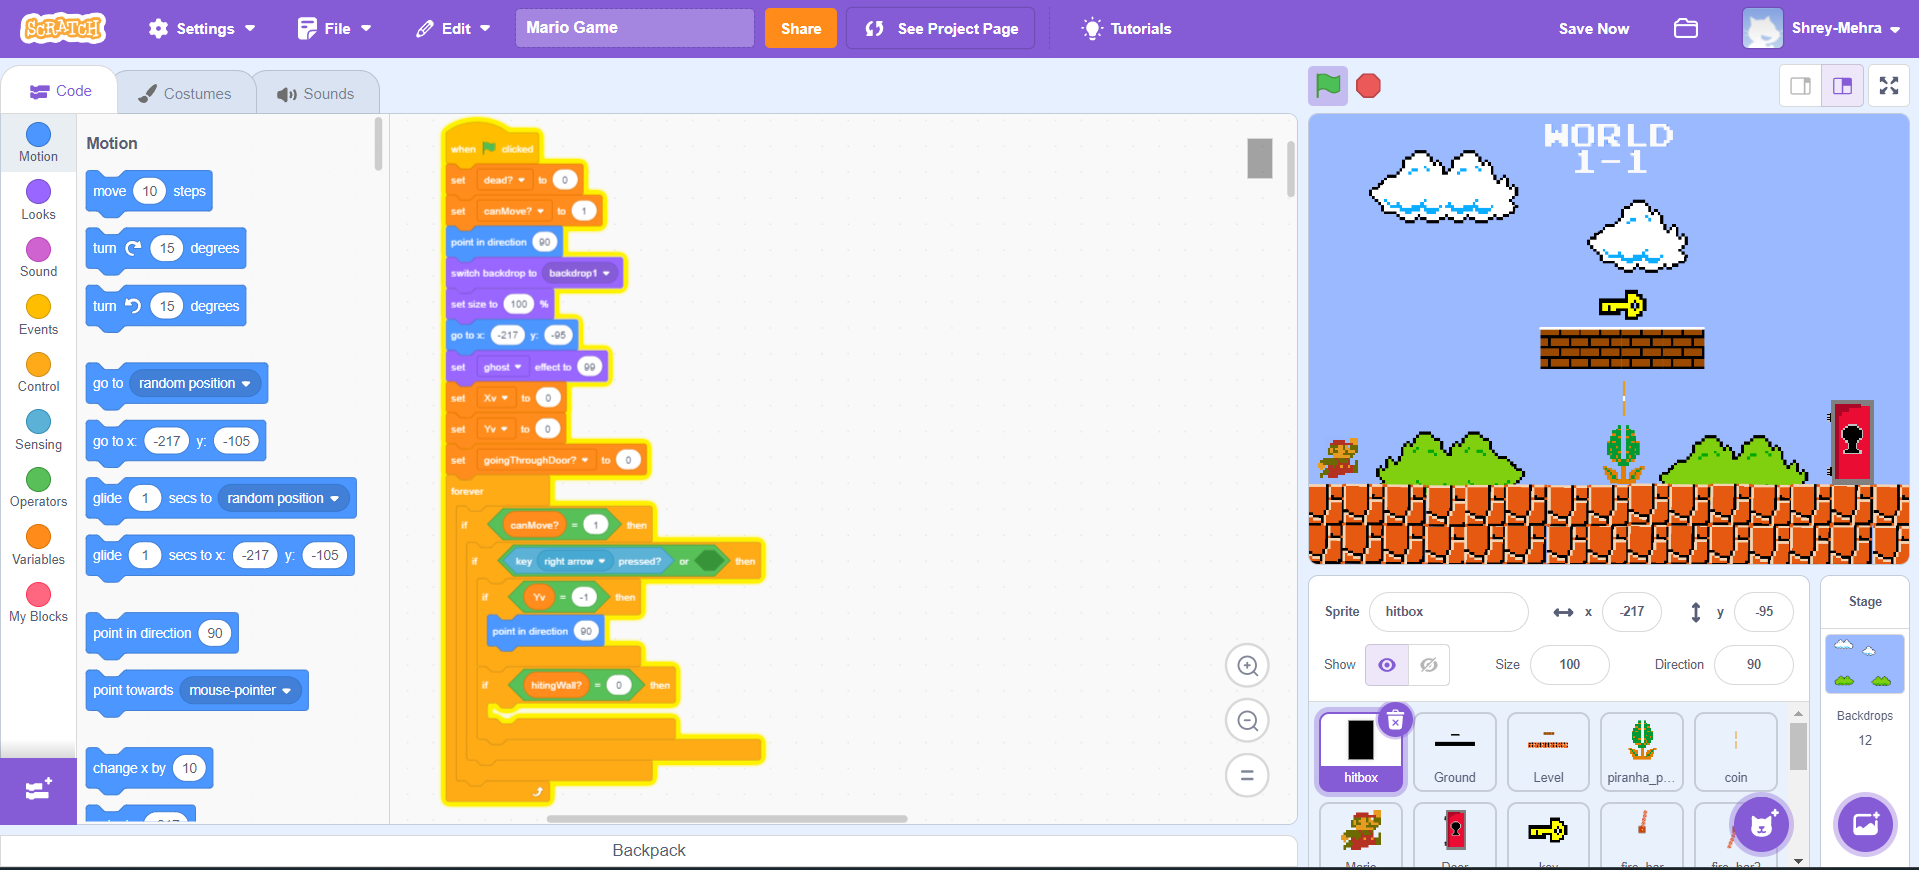 SCRATCH
Settings
File
Edit
Mario Game
Share
See Project Page
Tutorials
Save Now
Shrey-Mehra
Code
Costumes
Sounds
Motion
Looks
Sound
Events
Control
Sensing
Operators
Variables
My Blocks
Motion
move 10 steps
turn 15 degrees
turn 15 degrees
go to random position
go to x: -217 y: -105
glide 1 secs to random position
glide 1 secs to x: -217 y: -105
point in direction 90
point towards mouse-pointer
change x by 10
when clicked
set dead? to 0
set canMove? to 1
point in direction 90
switch backdrop to backdrop1
set size to 100 %
go to x: -217 y: -95
set ghost effect to 99
set Xv to 0
set Yv to 0
set goingThroughDoor? to 0
forever
if canMove? = 1 then
if key right arrow pressed? or then
if Yv = -1 then
point in direction 90
if hitingWall? = 0 then
Backpack
WORLD
1-1
Sprite hitbox x -217 y -95
Show Size 100 Direction 90
hitbox
Ground
Level
piranha_p...
coin
Mario
Door
key
fire_bar
fire_bar2
Stage
Backdrops
12